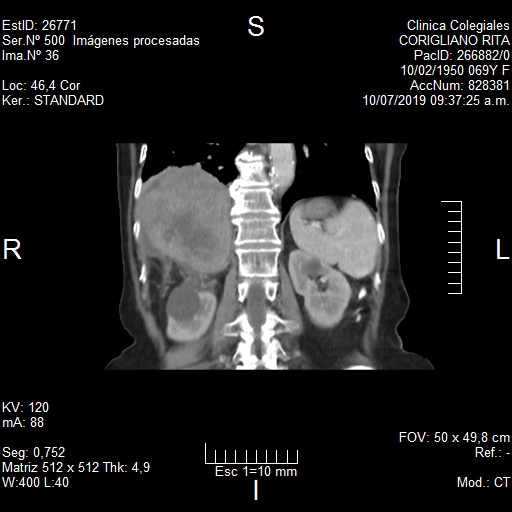 EstID: 26771
Ser.Nº 500 Imágenes procesadas
Ima.Nº 36
Loc: 46,4 Cor
Ker.: STANDARD
S
Clinica Colegiales
CORIGLIANO RITA
PacID: 266882/0
10/02/1950 069Y F
AccNum: 828381
10/07/2019 09:37:25 a.m.
R
L
KV: 120
mA: 88
Seg: 0,752
Matriz 512 x 512 Thk: 4,9
W:400 L:40
Esc 1=10 mm
I
FOV: 50 x 49,8 cm
Ref.: -
Mod.: CT